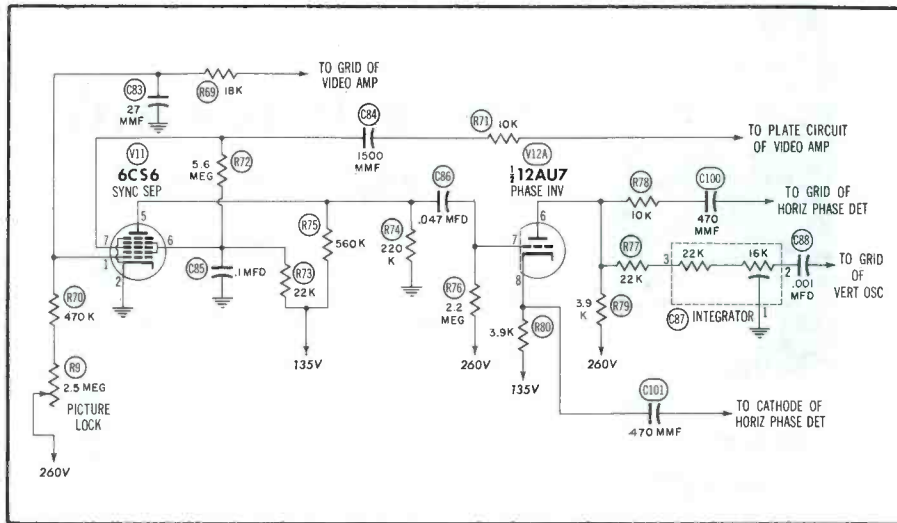 TO GRID OF
VIDEO AMP
C83
27
MMF
R69
18K
C84
1500
MMF
R71
10K
TO PLATE CIRCUIT
OF VIDEO AMP
V11
6CS6
SYNC SEP
5.6
MEG
R72
C86
.047 MFD
V12A
½12AU7
PHASE INV
R78
10K
C100
470
MMF
TO GRID OF
HORIZ PHASE DET
5
7
6
1
2
R75
560K
R74
220
K
6
7
8
R77
22K
3
22K
16K
2
1
C88
.001
MFD
TO GRID
OF
VERT OSC
C87
INTEGRATOR
C85
.1MFD
R73
22K
R76
2.2
MEG
3.9
K
R79
R70
470 K
3.9K
R80
R9
2.5 MEG
PICTURE
LOCK
135V
260V
135V
260V
C101
470 MMF
TO CATHODE OF
HORIZ PHASE DET
260V